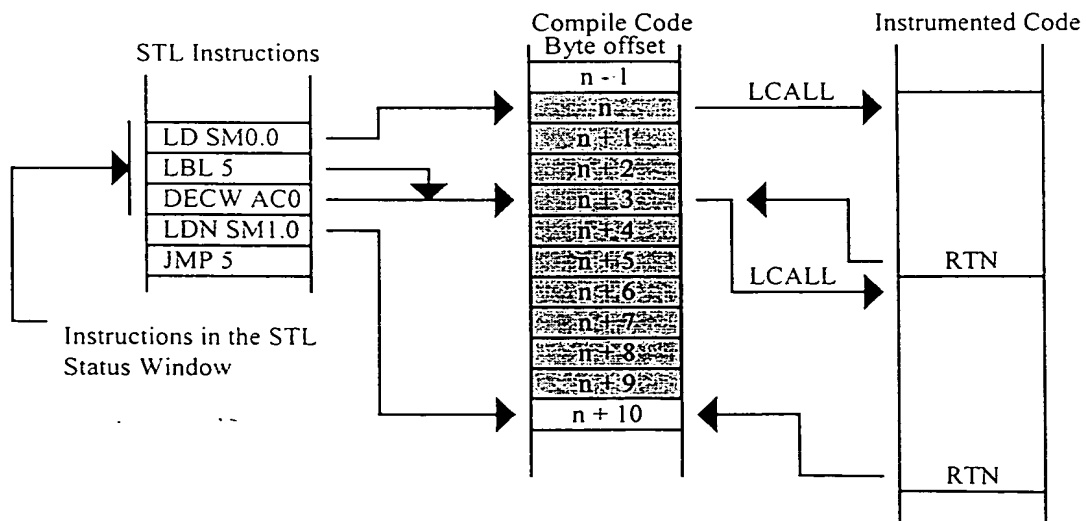 STL Instructions
LD SM0.0
LBL 5
DECW AC0
LDN SM1.0
JMP 5
Instructions in the STL
Status Window
Compile Code
Byte offset
n - 1
n
n + 1
n + 2
n + 3
n + 4
n + 5
n + 6
n + 7
n + 8
n + 9
n + 10
LCALL
LCALL
Instrumented Code
RTN
RTN